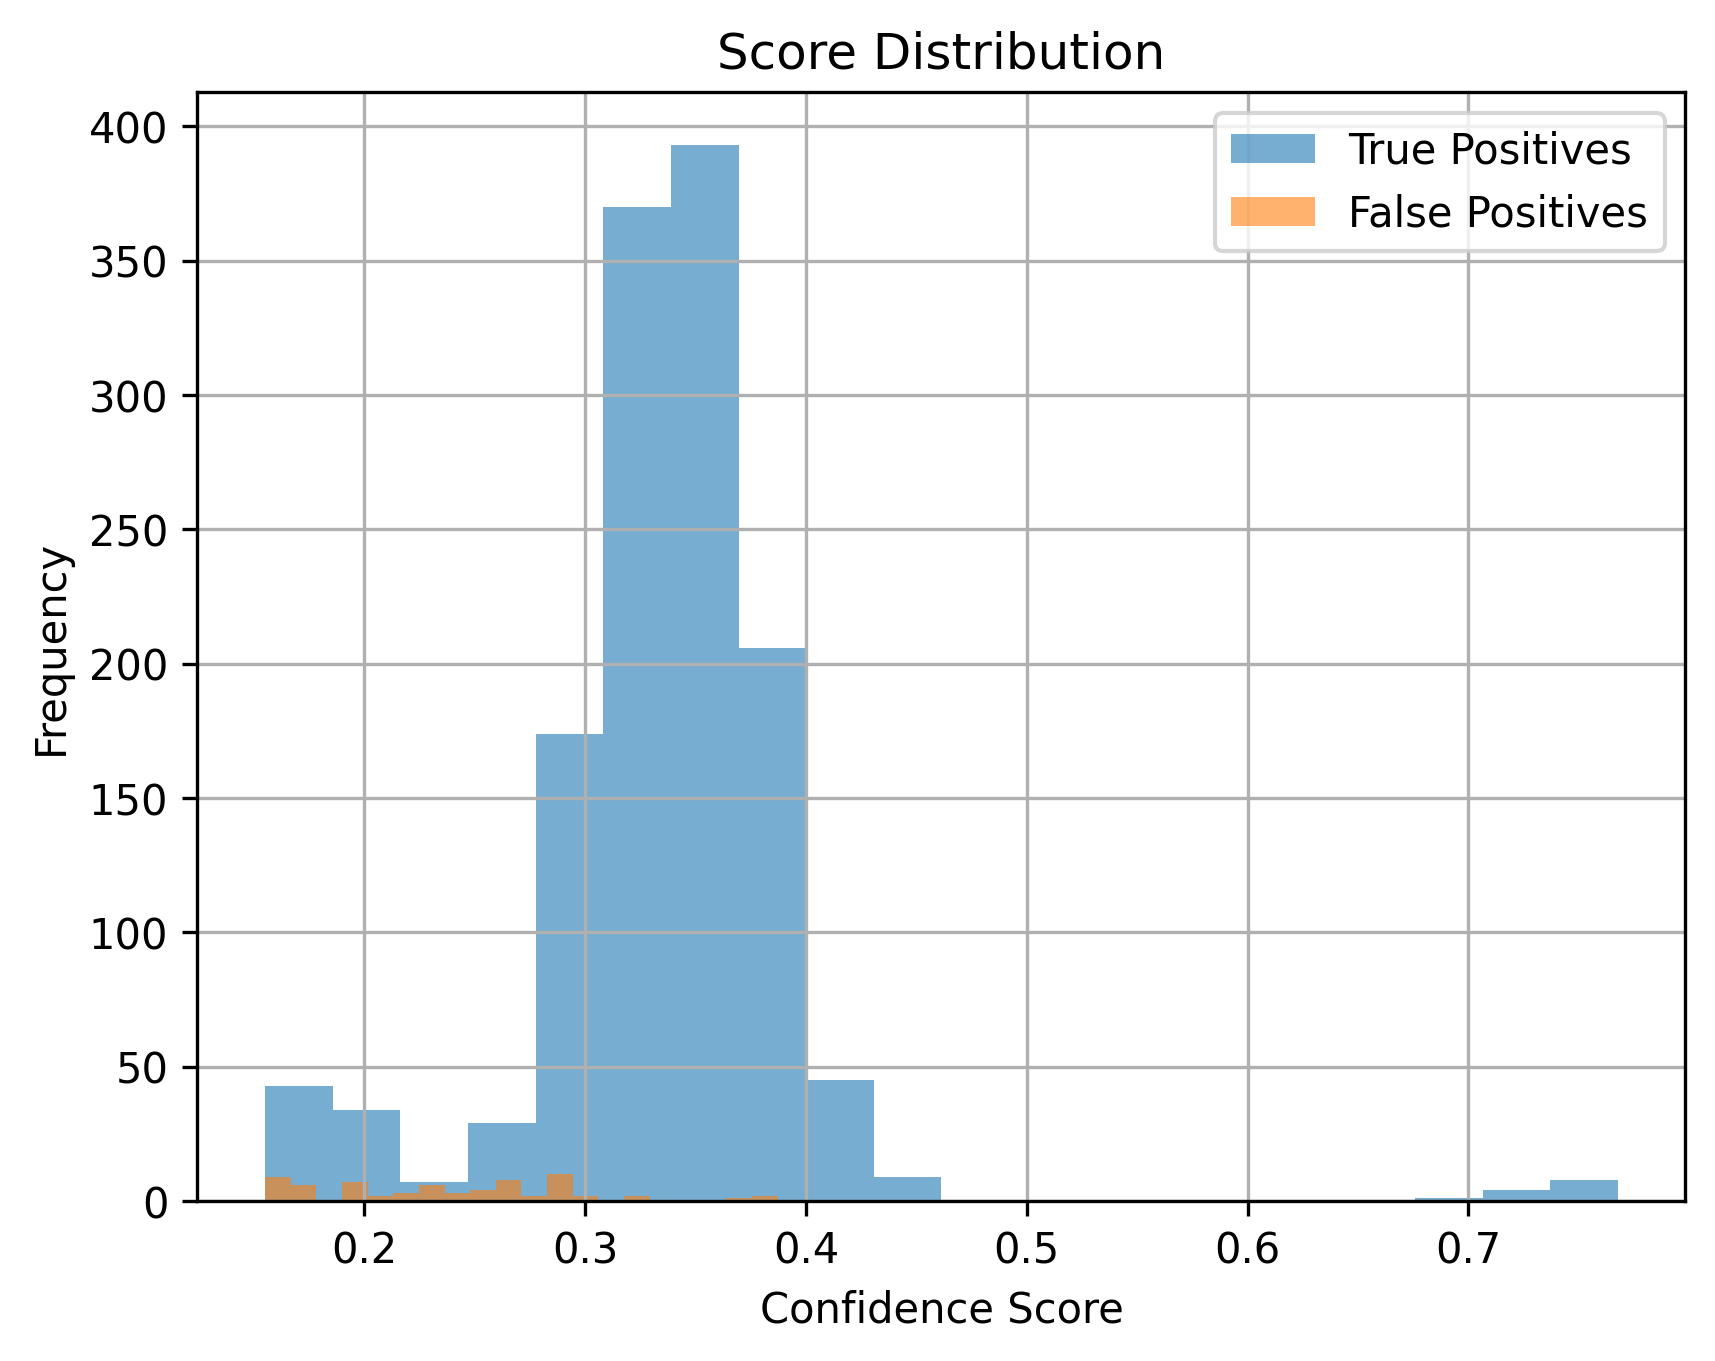 Score Distribution
True Positives
False Positives
Frequency
400
350
300
250
200
150
100
50
0
0.2 0.3 0.4 0.5 0.6 0.7
Confidence Score